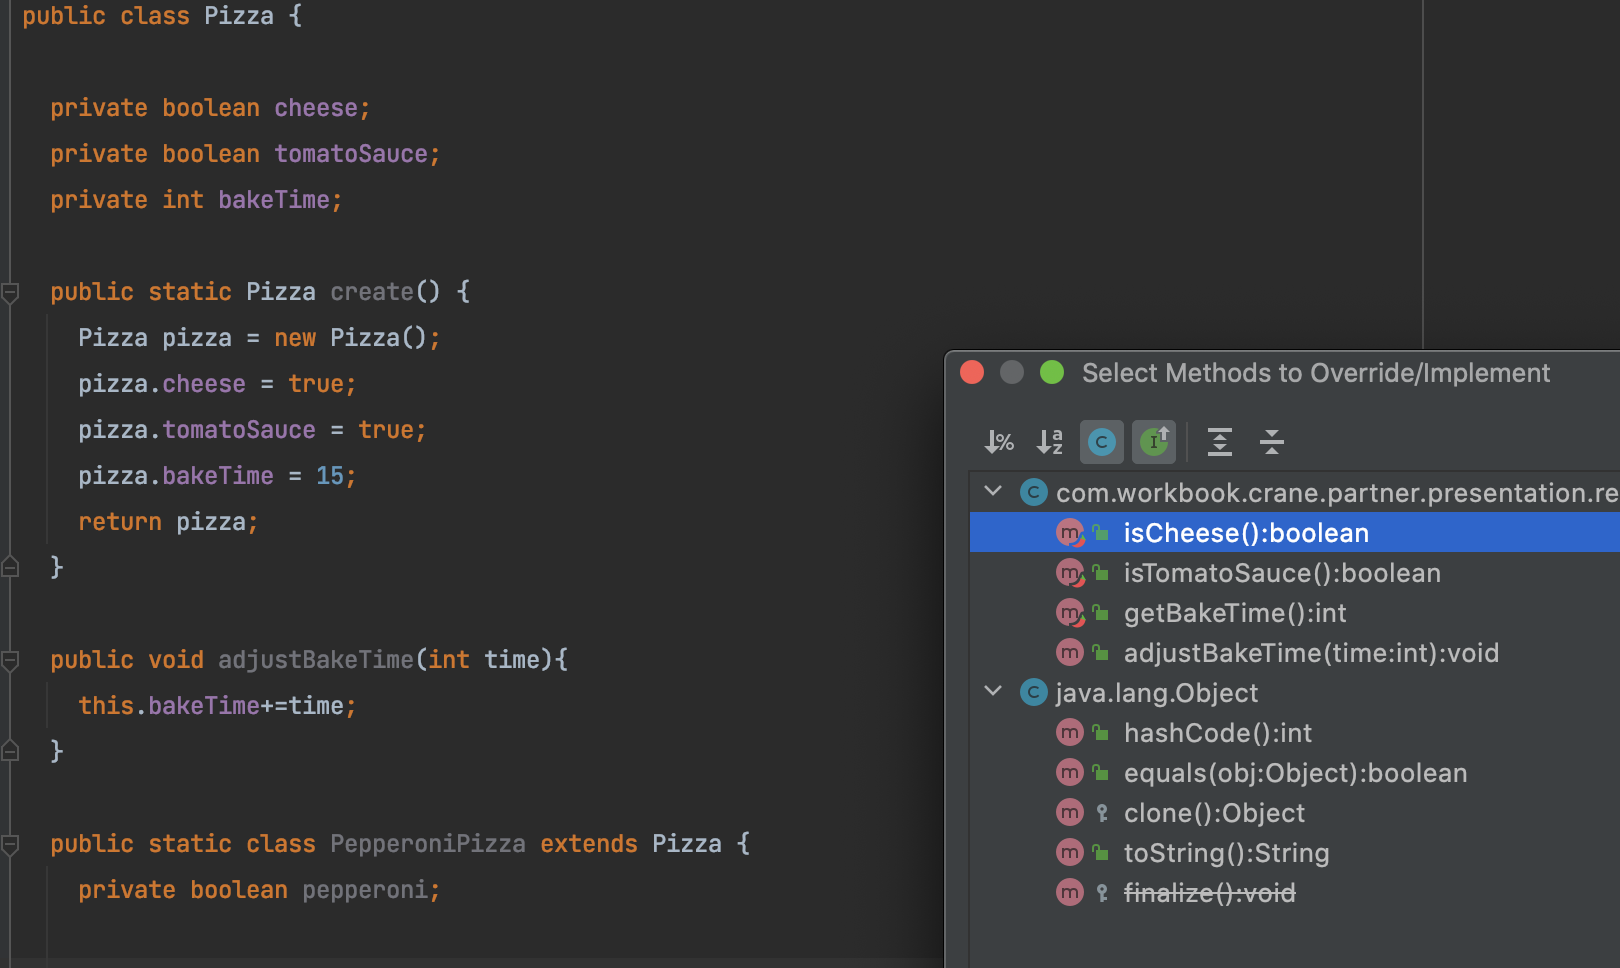 public class Pizza {
private boolean cheese;
private boolean tomatoSauce;
private int bakeTime;
public static Pizza create() {
Pizza pizza = new Pizza();
pizza.cheese = true;
pizza.tomatoSauce = true;
pizza.bakeTime = 15;
return pizza;
}
public void adjustBakeTime(int time){
this.bakeTime+=time;
}
public static class PepperoniPizza extends Pizza {
private boolean pepperoni;
Select Methods to Override/Implement
com.workbook.crane.partner.presentation.re
isCheese():boolean
isTomatoSauce():boolean
getBakeTime():int
adjustBakeTime(time:int):void
java.lang.Object
hashCode():int
equals(obj:Object):boolean
clone():Object
toString():String
finalize():void